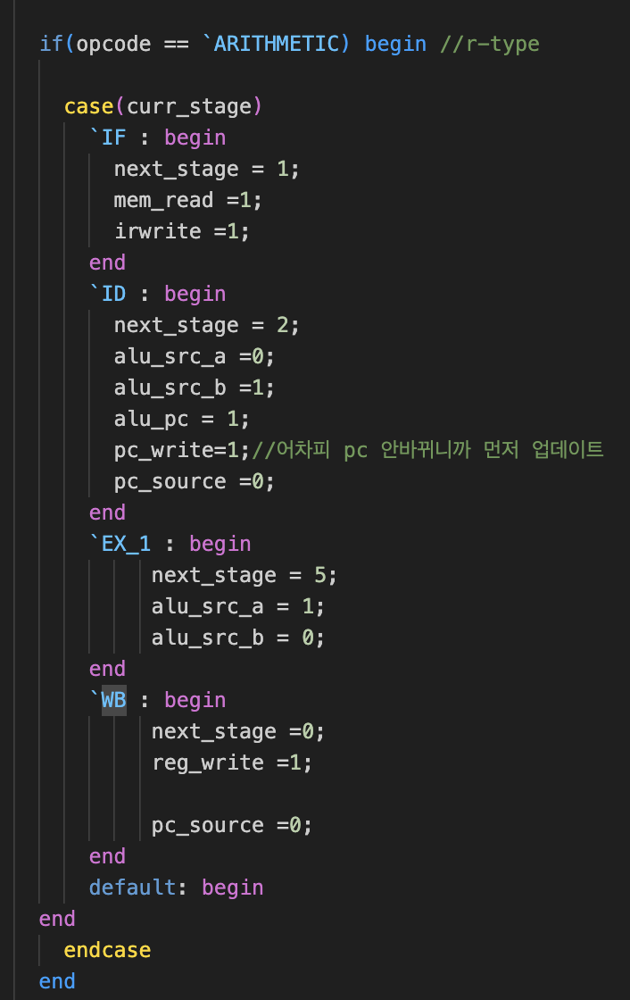 if(opcode == `ARITHMETIC) begin //r-type
case(curr_stage)
`IF : begin
next_stage = 1;
mem_read =1;
irwrite =1;
end
`ID : begin
next_stage = 2;
alu_src_a =0;
alu_src_b =1;
alu_pc = 1;
pc_write=1;//어차피 pc 안바뀌니까 먼저 업데이트
pc_source =0;
end
`EX_1 : begin
next_stage = 5;
alu_src_a = 1;
alu_src_b = 0;
end
`WB : begin
next_stage =0;
reg_write =1;
pc_source =0;
end
default: begin
end
endcase
end